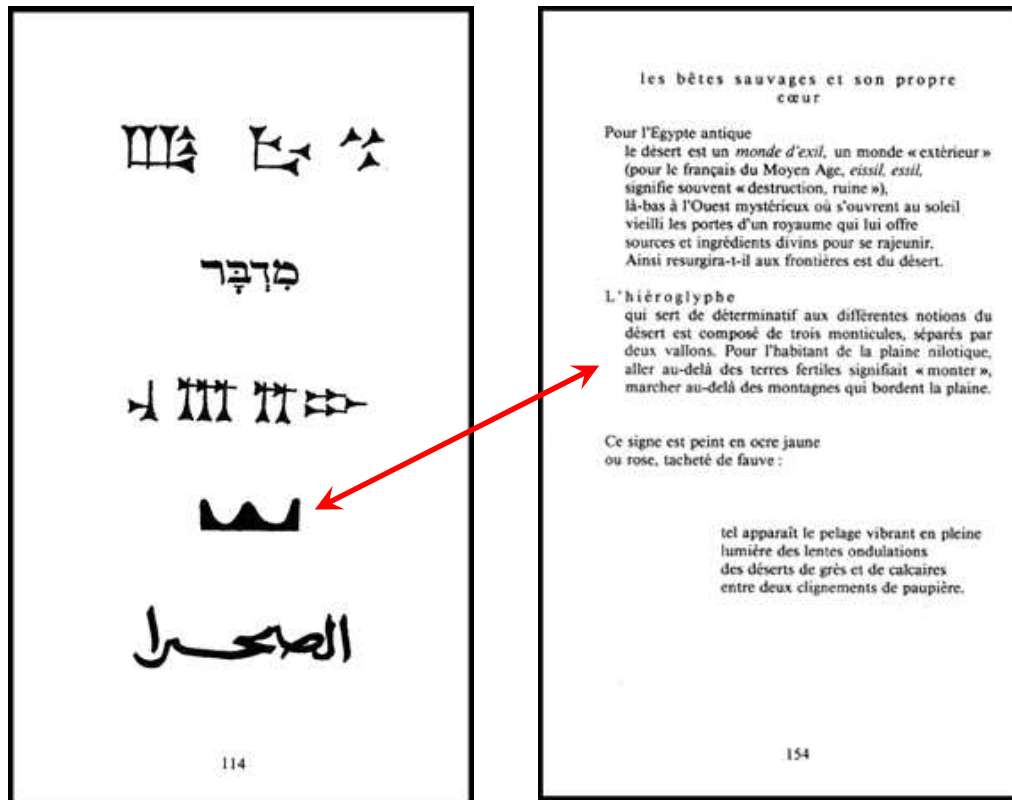 מִדְבָּר
الصحرا
114
les bêtes sauvages et son propre
cœur
Pour l'Egypte antique
le désert est un monde d'exil, un monde « extérieur »
(pour le français du Moyen Age, eissil, essil,
signifie souvent « destruction, ruine »),
là-bas à l'Ouest mystérieux où s'ouvrent au soleil
vieilli les portes d'un royaume qui lui offre
sources et ingrédients divins pour se rajeunir.
Ainsi resurgira-t-il aux frontières est du désert.
L'hiéroglyphe
qui sert de déterminatif aux différentes notions du
désert est composé de trois monticules, séparés par
deux vallons. Pour l'habitant de la plaine nilotique,
aller au-delà des terres fertiles signifiait « monter »,
marcher au-delà des montagnes qui bordent la plaine.
Ce signe est peint en ocre jaune
ou rose, tacheté de fauve :
tel apparaît le pelage vibrant en pleine
lumière des lentes ondulations
des déserts de grès et de calcaires
entre deux clignements de paupière.
154